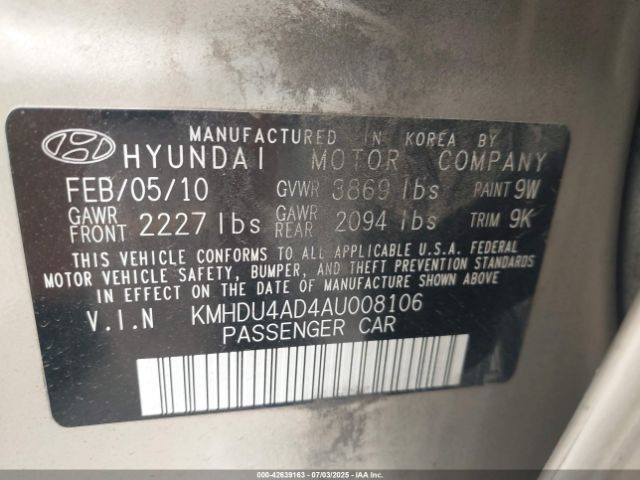 MANUFACTURED IN KOREA BY
HYUNDAI MOTOR COMPANY
FEB/05/10 GVWR 3869 lbs PAINT 9W
GAWR FRONT 2227 lbs GAWR REAR 2094 lbs TRIM 9K
THIS VEHICLE CONFORMS TO ALL APPLICABLE U.S.A. FEDERAL
MOTOR VEHICLE SAFETY, BUMPER, AND THEFT PREVENTION STANDARDS
IN EFFECT ON THE DATE OF MANUFACTURE SHOWN ABOVE.
V.I.N KMHDU4AD4AU008106
PASSENGER CAR
000-42639163 - 07/03/2025 - IAAI.COM